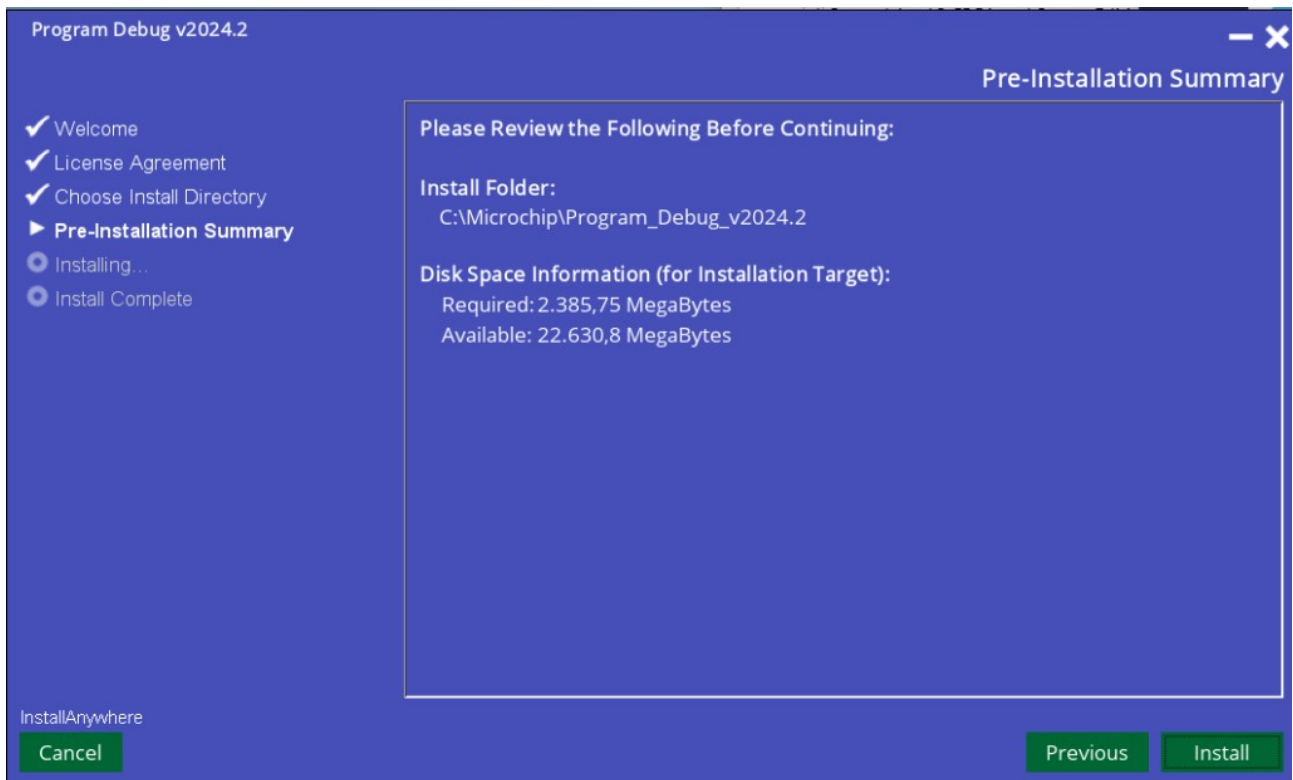 Program Debug v2024.2
Pre-Installation Summary
Welcome
License Agreement
Choose Install Directory
Pre-Installation Summary
Installing...
Install Complete
Please Review the Following Before Continuing:
Install Folder:
C:\Microchip\Program_Debug_v2024.2
Disk Space Information (for Installation Target):
Required: 2.385,75 MegaBytes
Available: 22.630,8 MegaBytes
InstallAnywhere
Cancel
Previous
Install